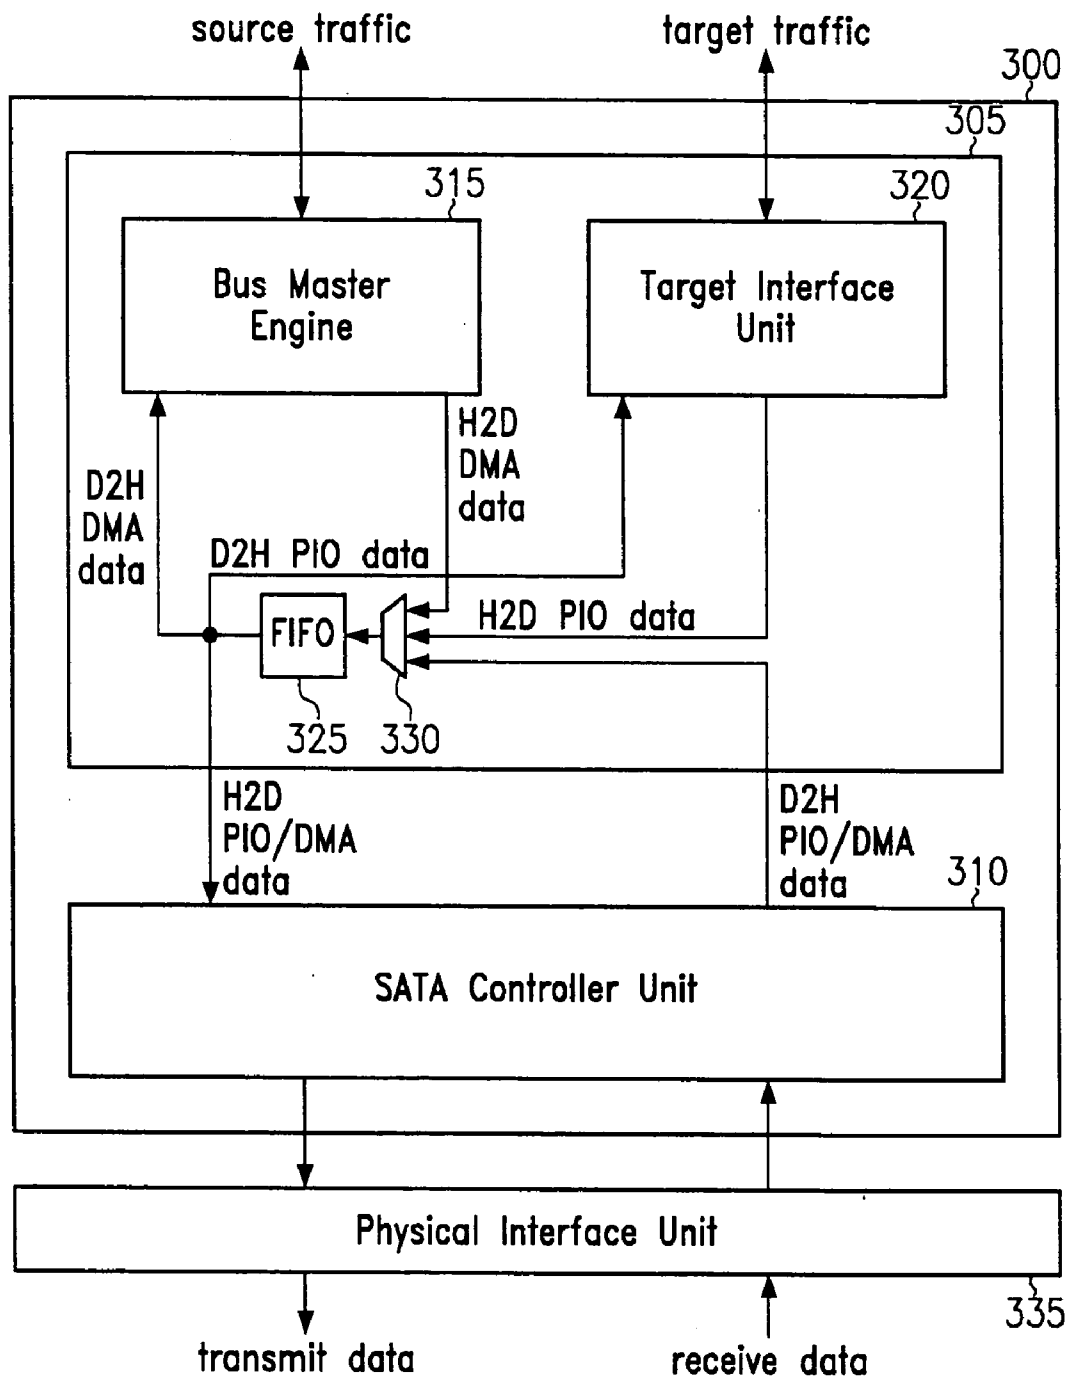 source traffic
target traffic
300
305
315
320
Bus Master
Engine
Target Interface
Unit
H2D
DMA
data
D2H
DMA
data
D2H PIO data
FIFO
H2D PIO data
325
330
H2D
PIO/DMA
data
D2H
PIO/DMA
data
310
SATA Controller Unit
Physical Interface Unit
335
transmit data
receive data